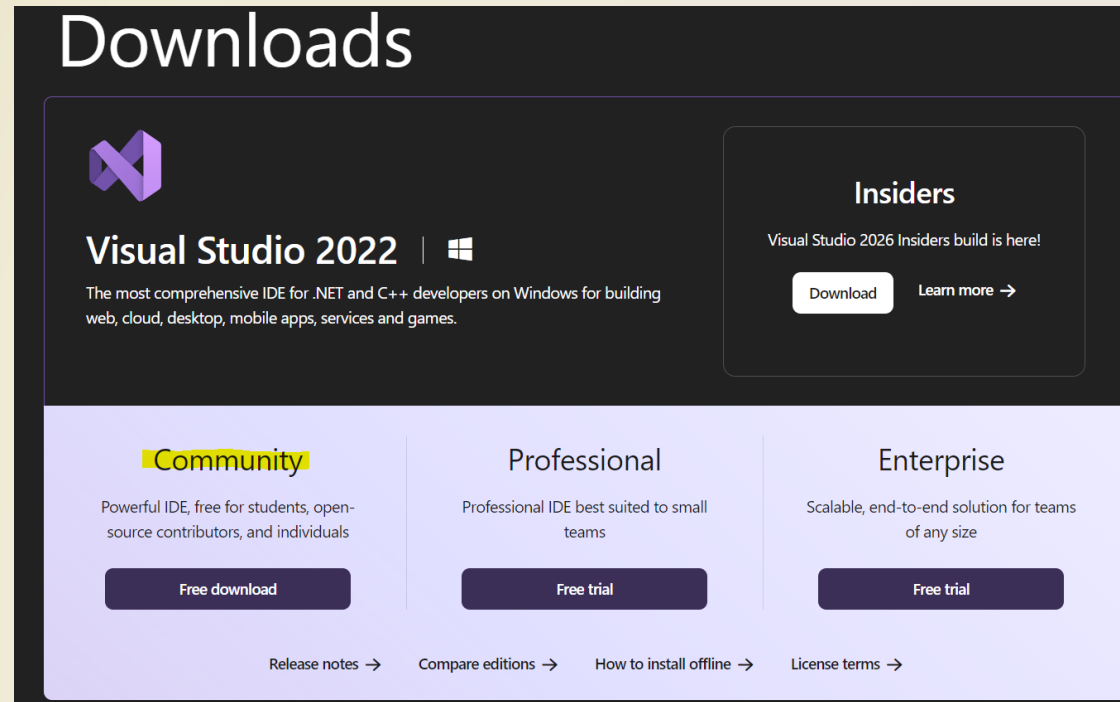 Downloads
Visual Studio 2022
The most comprehensive IDE for .NET and C++ developers on Windows for building
web, cloud, desktop, mobile apps, services and games.
Insiders
Visual Studio 2026 Insiders build is here!
Download
Learn more →
Community
Powerful IDE, free for students, open-
source contributors, and individuals
Free download
Professional
Professional IDE best suited to small
teams
Free trial
Enterprise
Scalable, end-to-end solution for teams
of any size
Free trial
Release notes → Compare editions → How to install offline → License terms →